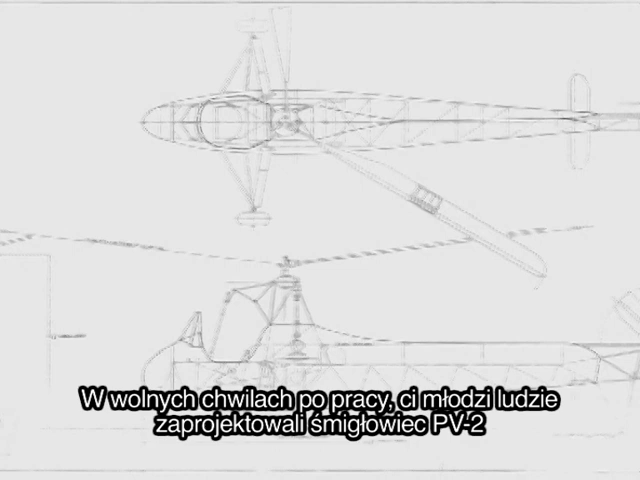 W wolnych chwilach po pracy, ci młodzi ludzie
zaprojektowali śmigłowiec PV-2